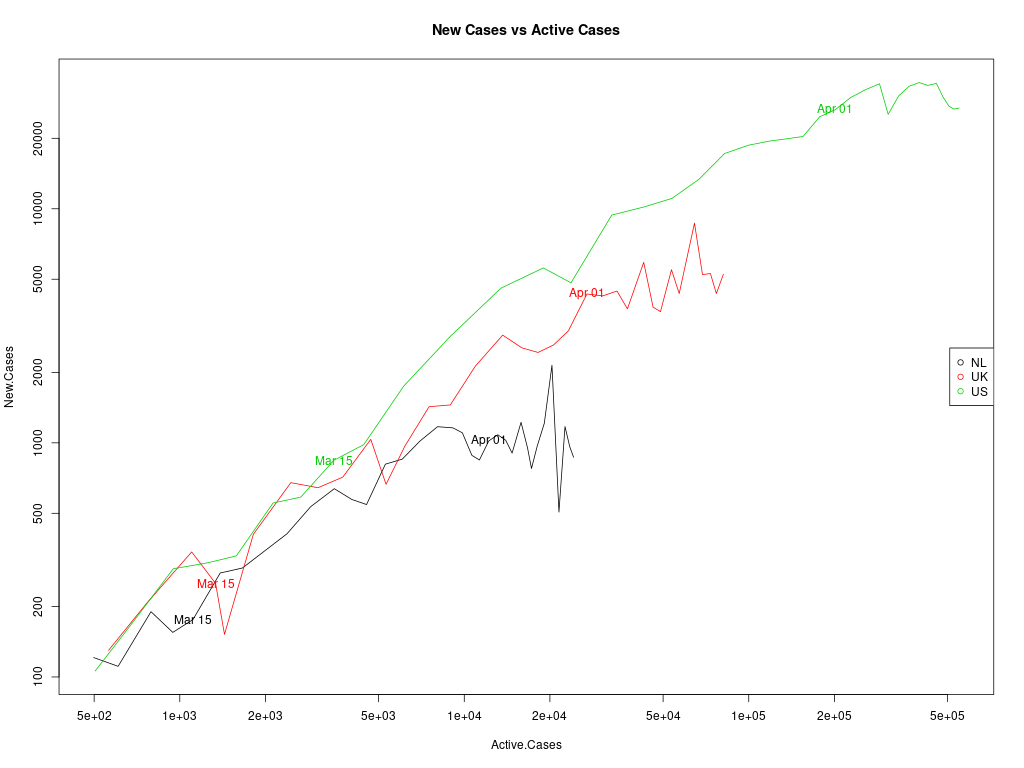 New Cases vs Active Cases
New.Cases
20000
10000
5000
2000
1000
500
200
100
Apr 01
Apr 01
Apr 01
Mar 15
Mar 15
Mar 15
NL
UK
US
5e+02 1e+03 2e+03 5e+03 1e+04 2e+04 5e+04 1e+05 2e+05 5e+05
Active.Cases